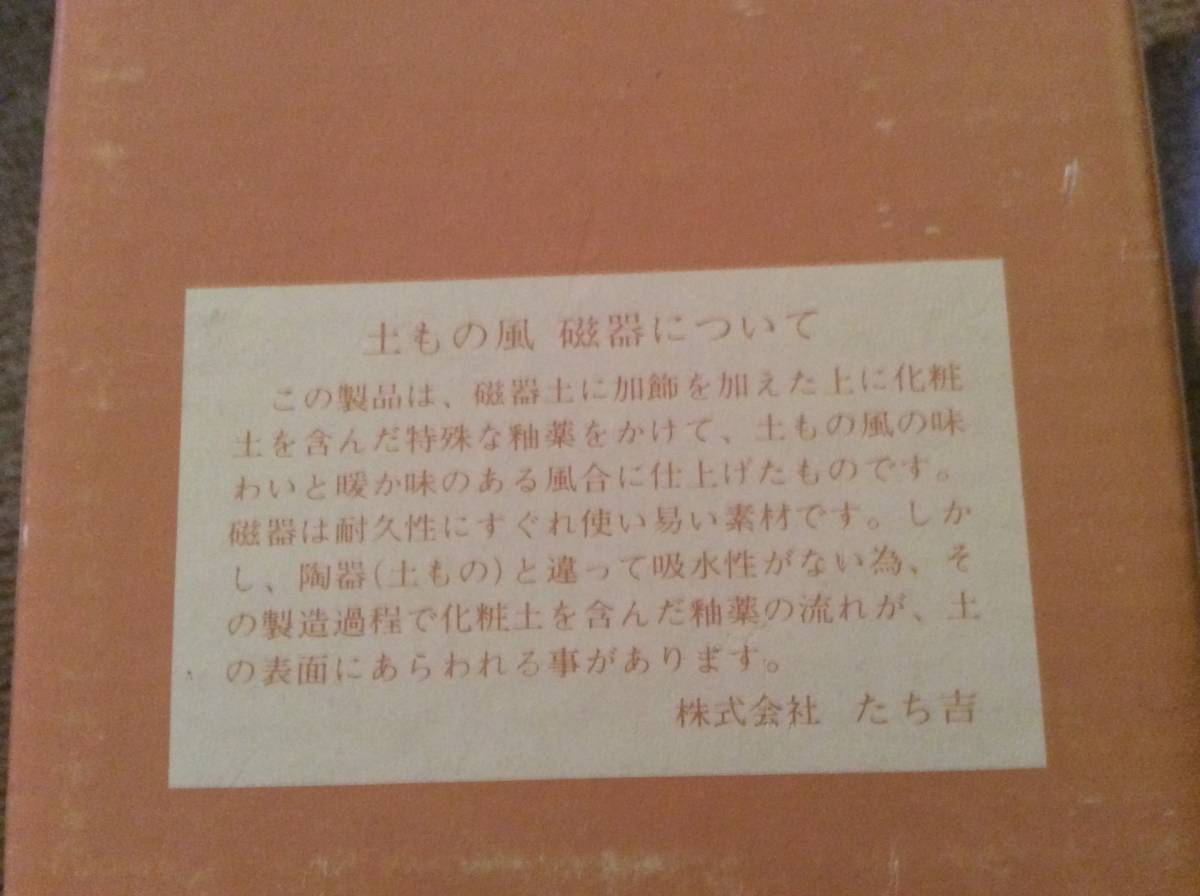 土もの風 磁器について
この製品は、磁器土に加飾を加えた上に化粧
土を含んだ特殊な釉薬をかけて、土もの風の味
わいと暖か味のある風合に仕上げたものです。
磁器は耐久性にすぐれ使い易い素材です。しか
し、陶器(土もの)と違って吸水性がない為、そ
の製造過程で化粧土を含んだ釉薬の流れが、土
の表面にあらわれる事があります。
株式会社 たち吉